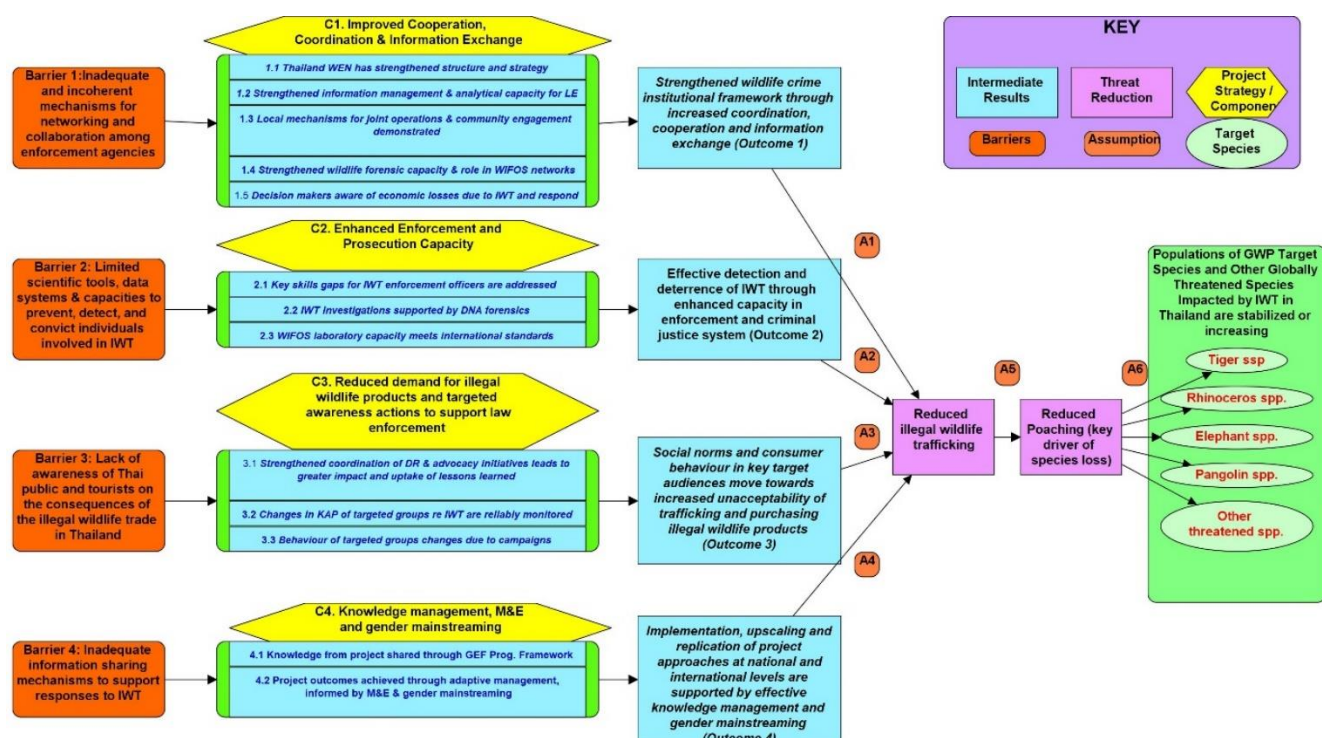 C1. Improved Cooperation,
Coordination & Information Exchange
Barrier 1:Inadequate
and incoherent
mechanisms for
networking and
collaboration among
enforcement agencies
1.1 Thailand WEN has strengthened structure and strategy
1.2 Strengthened information management & analytical capacity for LE
1.3 Local mechanisms for joint operations & community engagement
demonstrated
1.4 Strengthened wildlife forensic capacity & role in WIFOS networks
1.5 Decision makers aware of economic losses due to IWT and respond
Strengthened wildlife crime
institutional framework through
increased coordination,
cooperation and information
exchange (Outcome 1)
KEY
Intermediate
Results
Threat
Reduction
Project
Strategy /
Componen
Barriers
Assumption
Target
Species
C2. Enhanced Enforcement and
Prosecution Capacity
Barrier 2: Limited
scientific tools, data
systems & capacities to
prevent, detect, and
convict individuals
involved in IWT
2.1 Key skills gaps for IWT enforcement officers are addressed
2.2 IWT investigations supported by DNA forensics
2.3 WIFOS laboratory capacity meets international standards
Effective detection and
deterrence of IWT through
enhanced capacity in
enforcement and criminal
justice system (Outcome 2)
A1
A2
C3. Reduced demand for illegal
wildlife products and targeted
awareness actions to support law
enforcement
Barrier 3: Lack of
awareness of Thai
public and tourists on
the consequences of
the illegal wildlife trade
in Thailand
3.1 Strengthened coordination of DR & advocacy initiatives leads to
greater impact and uptake of lessons learned
3.2 Changes in KAP of targeted groups re IWT are reliably monitored
3.3 Behaviour of targeted groups changes due to campaigns
Social norms and consumer
behaviour in key target
audiences move towards
increased unacceptability of
trafficking and purchasing
illegal wildlife products
(Outcome 3)
A3
A4
C4. Knowledge management, M&E
and gender mainstreaming
Barrier 4: Inadequate
information sharing
mechanisms to support
responses to IWT
4.1 Knowledge from project shared through GEF Prog. Framework
4.2 Project outcomes achieved through adaptive management,
informed by M&E & gender mainstreaming
Implementation, upscaling and
replication of project
approaches at national and
international levels are
supported by effective
knowledge management and
gender mainstreaming
(Outcome 4)
Reduced
illegal wildlife
trafficking
A5
Reduced
Poaching (key
driver of
species loss)
A6
Populations of GWP Target
Species and Other Globally
Threatened Species
Impacted by IWT in
Thailand are stabilized or
increasing
Tiger ssp
Rhinoceros spp.
Elephant spp.
Pangolin spp.
Other
threatened spp.